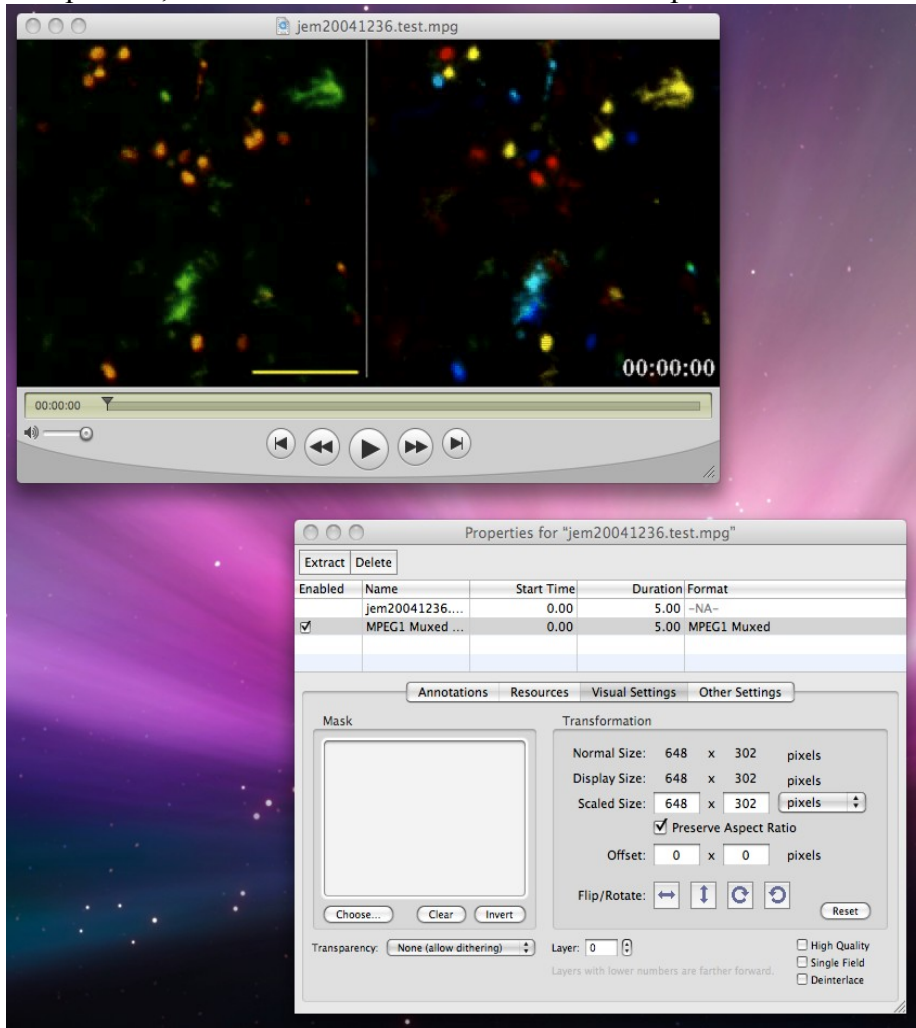 jem20041236.test.mpg
00:00:00
00:00:00
Properties for "jem20041236.test.mpg"
Extract Delete
Enabled Name Start Time Duration Format
jem20041236.... 0.00 5.00 -NA-
MPEG1 Muxed ... 0.00 5.00 MPEG1 Muxed
Annotations Resources Visual Settings Other Settings
Mask Transformation
Normal Size: 648 x 302 pixels
Display Size: 648 x 302 pixels
Scaled Size: 648 x 302 pixels
Preserve Aspect Ratio
Offset: 0 x 0 pixels
Flip/Rotate:
Choose... Clear Invert Reset
Transparency: None (allow dithering) Layer: 0 High Quality
Layers with lower numbers are farther forward. Single Field
Deinterlace